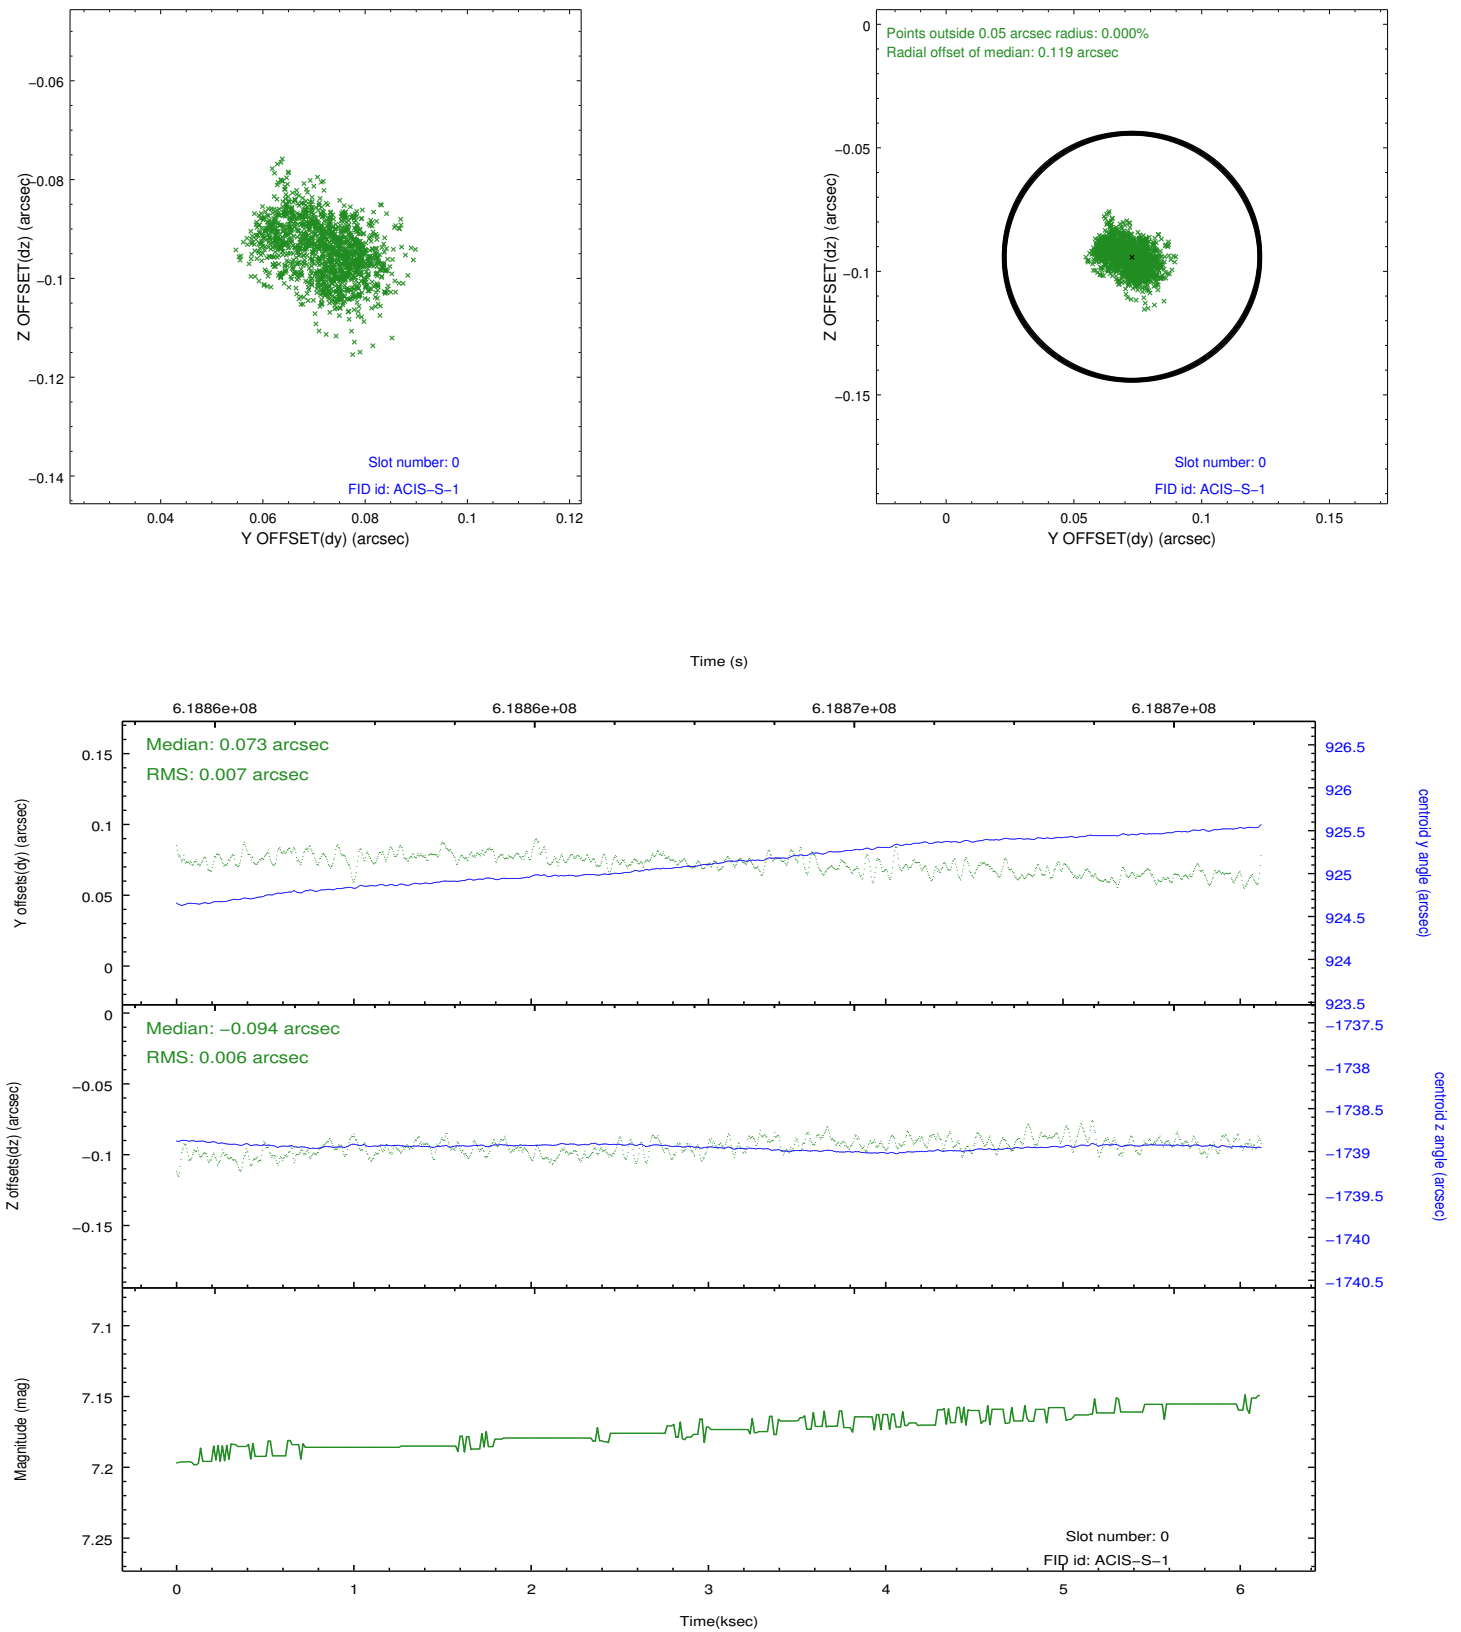 −0.06
−0.08
−0.1
−0.12
−0.14
Z OFFSET(dz) (arcsec)
0.04
0.06
0.08
0.1
0.12
Y OFFSET(dy) (arcsec)
Slot number: 0
FID id: ACIS−S−1
Points outside 0.05 arcsec radius: 0.000%
Radial offset of median: 0.119 arcsec
0
−0.05
−0.1
−0.15
Z OFFSET(dz) (arcsec)
0
0.05
0.1
0.15
Y OFFSET(dy) (arcsec)
Slot number: 0
FID id: ACIS−S−1
Time (s)
6.1886e+08
6.1886e+08
6.1887e+08
6.1887e+08
Median: 0.073 arcsec
RMS: 0.007 arcsec
0.15
0.1
0.05
0
Y offsets(dy) (arcsec)
926.5
926
925.5
925
924.5
924
923.5
centroid y angle (arcsec)
Median: −0.094 arcsec
RMS: 0.006 arcsec
0
−0.05
−0.1
−0.15
Z offsets(dz) (arcsec)
−1737.5
−1738
−1738.5
−1739
−1739.5
−1740
−1740.5
centroid z angle (arcsec)
7.1
7.15
7.2
7.25
Magnitude (mag)
Slot number: 0
FID id: ACIS−S−1
0
1
2
3
4
5
6
Time(ksec)